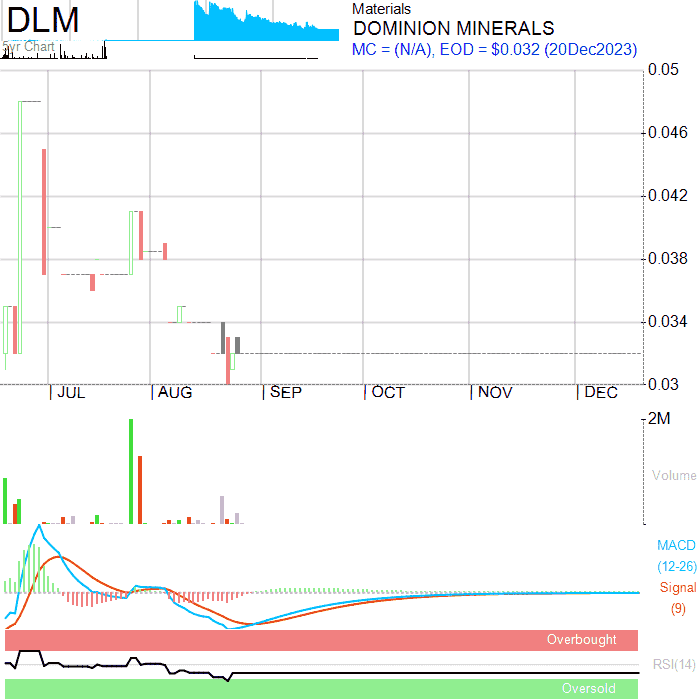 DLM
5yr Chart
Materials
DOMINION MINERALS
MC = (N/A), EOD = $0.032 (20Dec2023)
0.05
0.046
0.042
0.038
0.034
0.03
JUL AUG SEP OCT NOV DEC
2M
Volume
MACD
(12-26)
Signal
(9)
Overbought
RSI(14)
Oversold